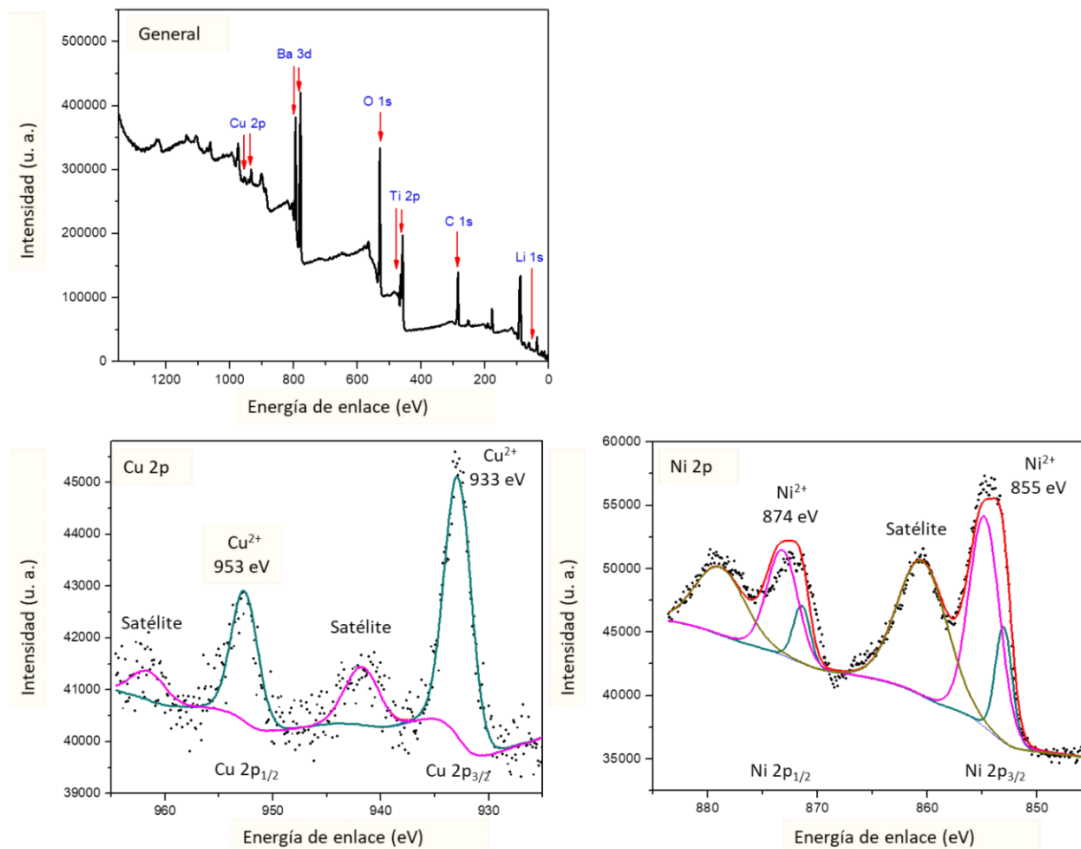 General
Intensidad (u. a.)
500000
400000
300000
200000
100000
0
Cu 2p
Ba 3d
O 1s
Ti 2p
C 1s
Li 1s
1200
1000
800
600
400
200
0
Energía de enlace (eV)
Cu 2p
Intensidad (u. a.)
45000
44000
43000
42000
41000
40000
39000
Cu²⁺
933 eV
Cu²⁺
953 eV
Satélite
Satélite
Cu 2p₁/₂
Cu 2p₃/₂
960
950
940
930
Energía de enlace (eV)
Ni 2p
Intensidad (u. a.)
60000
55000
50000
45000
40000
35000
Ni²⁺
855 eV
Ni²⁺
874 eV
Satélite
Ni 2p₁/₂
Ni 2p₃/₂
880
870
860
850
Energía de enlace (eV)